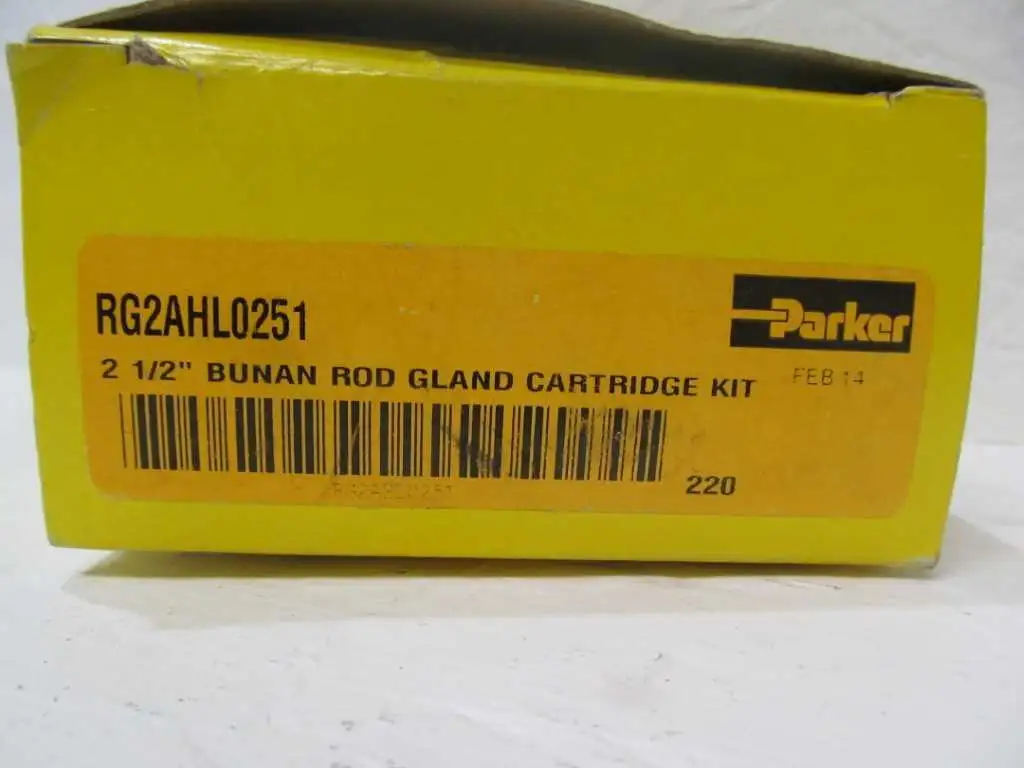 RG2AHL0251
Parker
2 1/2" BUNAN ROD GLAND CARTRIDGE KIT
FEB 14
220